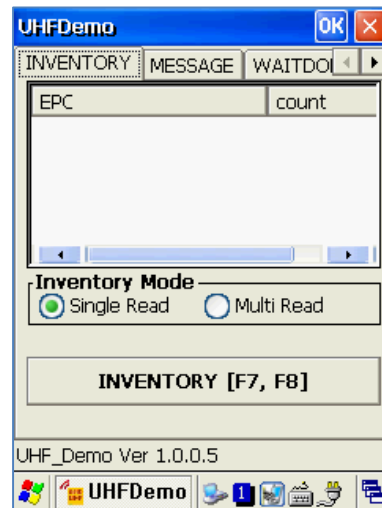 UHFDemo OK
INVENTORY MESSAGE WAITDO
EPC count
Inventory Mode
Single Read Multi Read
INVENTORY [F7, F8]
UHF_Demo Ver 1.0.0.5
UHFDemo 1